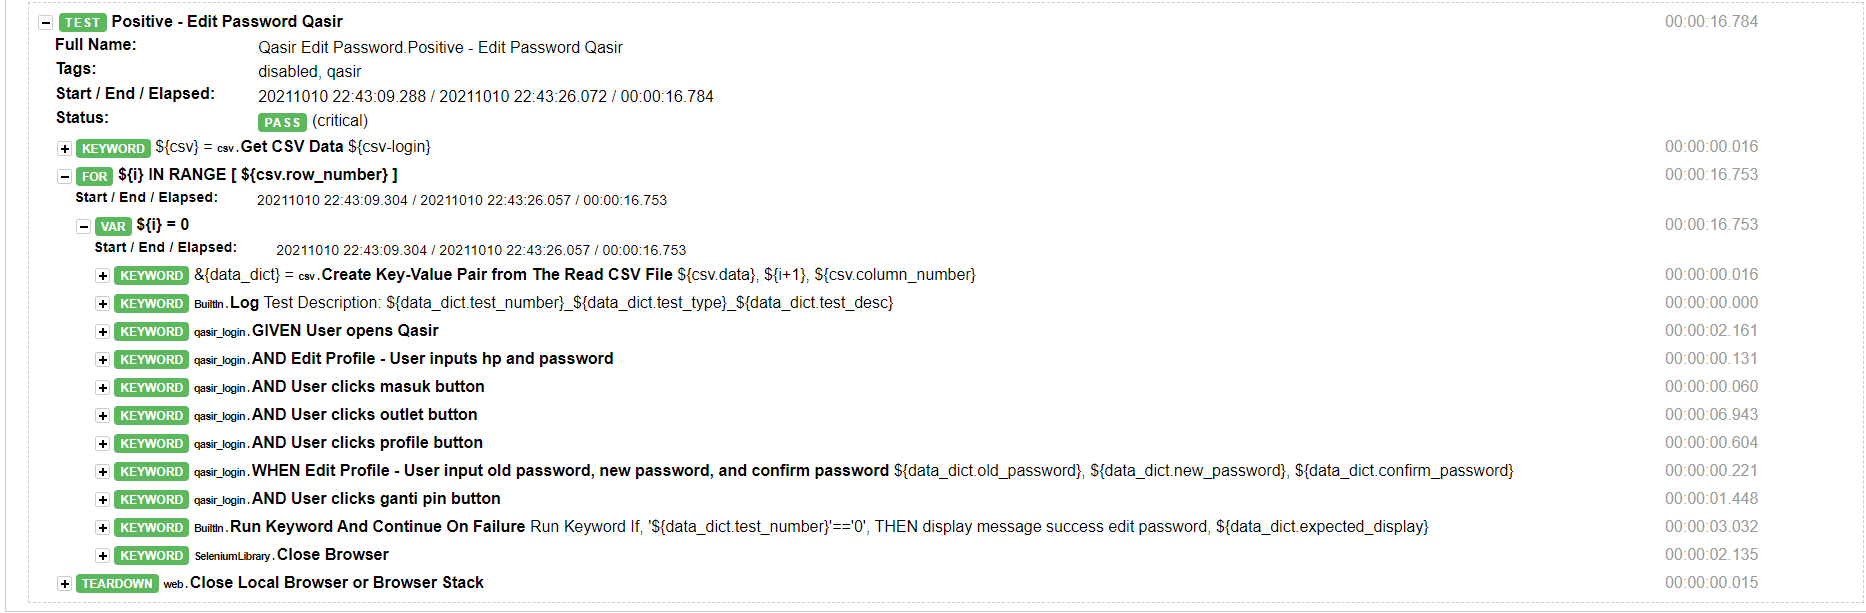 TEST Positive - Edit Password Qasir 00:00:16.784
Full Name: Qasir Edit Password.Positive - Edit Password Qasir
Tags: disabled, qasir
Start / End / Elapsed: 20211010 22:43:09.288 / 20211010 22:43:26.072 / 00:00:16.784
Status: PASS (critical)
+ KEYWORD ${csv} = csv.Get CSV Data ${csv-login} 00:00:00.016
- FOR ${i} IN RANGE [ ${csv.row_number} ] 00:00:16.753
Start / End / Elapsed: 20211010 22:43:09.304 / 20211010 22:43:26.057 / 00:00:16.753
- VAR ${i} = 0 00:00:16.753
Start / End / Elapsed: 20211010 22:43:09.304 / 20211010 22:43:26.057 / 00:00:16.753
+ KEYWORD &{data_dict} = csv.Create Key-Value Pair from The Read CSV File ${csv.data}, ${i+1}, ${csv.column_number} 00:00:00.016
+ KEYWORD BuiltIn.Log Test Description: ${data_dict.test_number}_${data_dict.test_type}_${data_dict.test_desc} 00:00:00.000
+ KEYWORD qasir_login.GIVEN User opens Qasir 00:00:02.161
+ KEYWORD qasir_login.AND Edit Profile - User inputs hp and password 00:00:00.131
+ KEYWORD qasir_login.AND User clicks masuk button 00:00:00.060
+ KEYWORD qasir_login.AND User clicks outlet button 00:00:06.943
+ KEYWORD qasir_login.AND User clicks profile button 00:00:00.604
+ KEYWORD qasir_login.WHEN Edit Profile - User input old password, new password, and confirm password ${data_dict.old_password}, ${data_dict.new_password}, ${data_dict.confirm_password} 00:00:00.221
+ KEYWORD qasir_login.AND User clicks ganti pin button 00:00:01.448
+ KEYWORD BuiltIn.Run Keyword And Continue On Failure Run Keyword If, '${data_dict.test_number}'=='0', THEN display message success edit password, ${data_dict.expected_display} 00:00:03.032
+ KEYWORD SeleniumLibrary.Close Browser 00:00:02.135
+ TEARDOWN web.Close Local Browser or Browser Stack 00:00:00.015